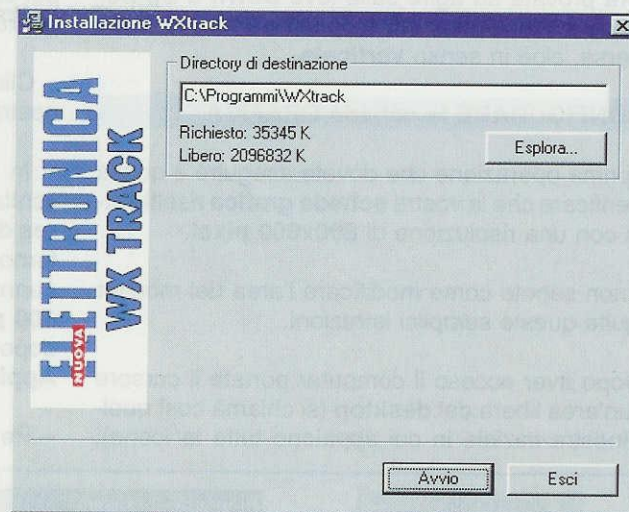 Installazione WXtrack
NUOVA
ELETTRONICA
WX TRACK
Directory di destinazione
C:\Programmi\WXtrack
Richiesto: 35345 K
Libero: 2096832 K
Esplora...
Avvio
Esci